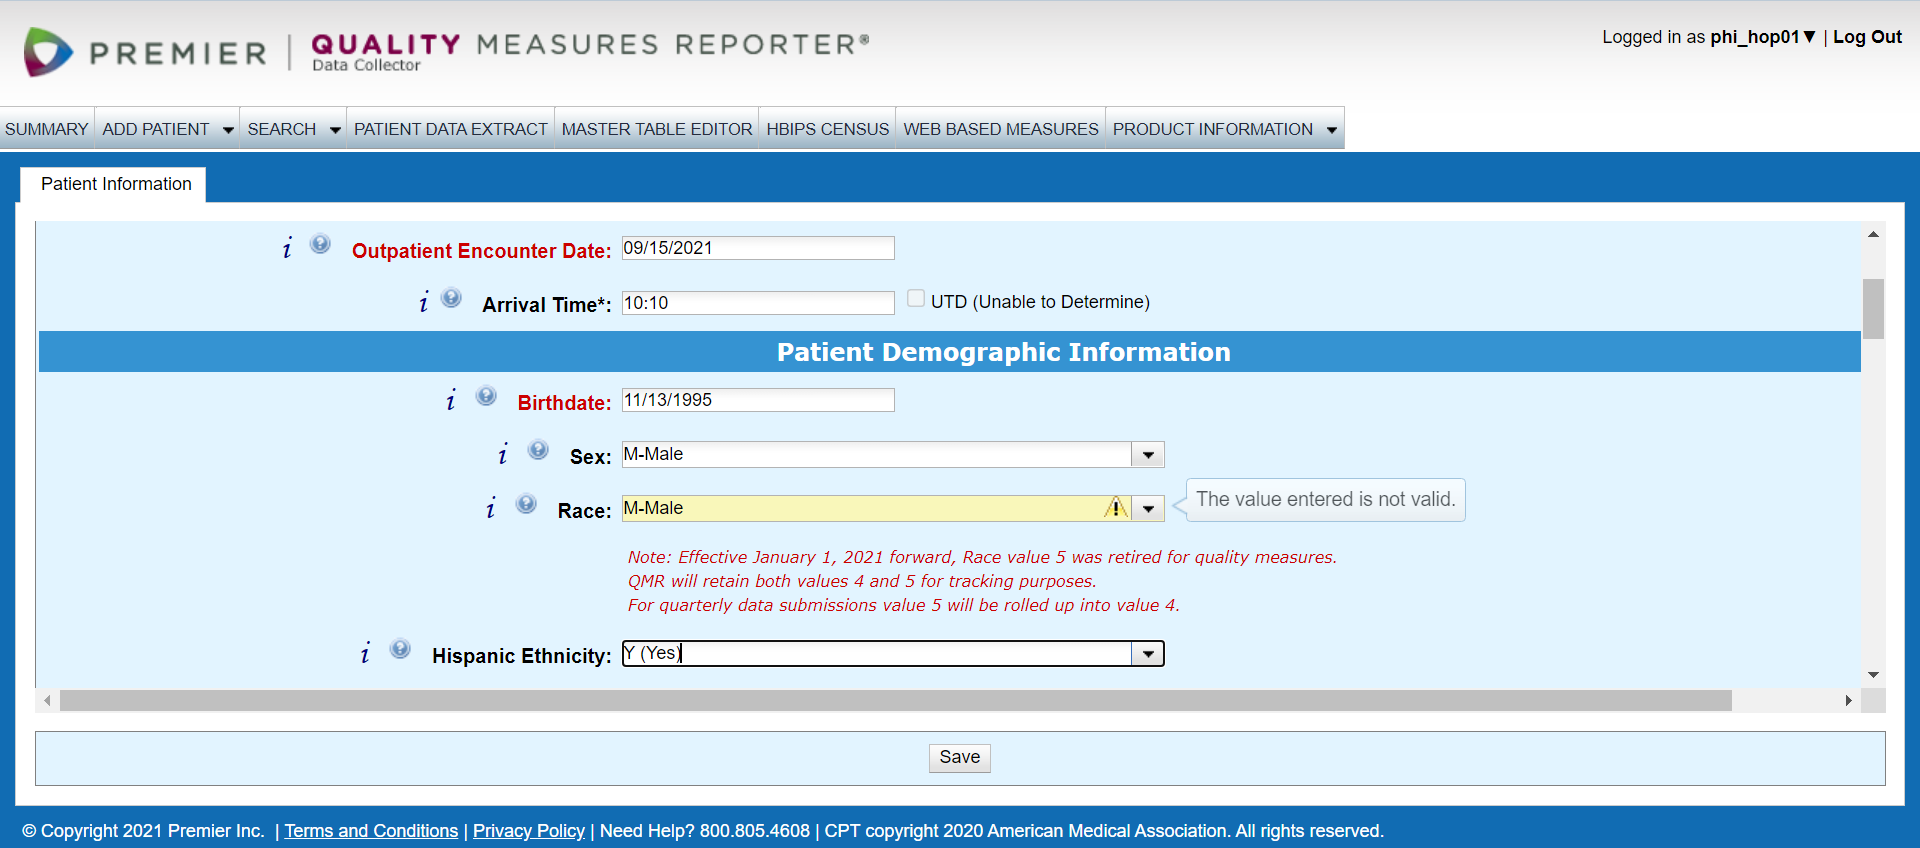 PREMIER | QUALITY MEASURES REPORTER®
Data Collector
Logged in as phi_hop01▼ | Log Out
SUMMARY ADD PATIENT SEARCH PATIENT DATA EXTRACT MASTER TABLE EDITOR HBIPS CENSUS WEB BASED MEASURES PRODUCT INFORMATION
Patient Information
i ? Outpatient Encounter Date: 09/15/2021
i ? Arrival Time*: 10:10 UTD (Unable to Determine)
Patient Demographic Information
i ? Birthdate: 11/13/1995
i ? Sex: M-Male
i ? Race: M-Male The value entered is not valid.
Note: Effective January 1, 2021 forward, Race value 5 was retired for quality measures.
QMR will retain both values 4 and 5 for tracking purposes.
For quarterly data submissions value 5 will be rolled up into value 4.
i ? Hispanic Ethnicity: Y (Yes)
Save
© Copyright 2021 Premier Inc. | Terms and Conditions | Privacy Policy | Need Help? 800.805.4608 | CPT copyright 2020 American Medical Association. All rights reserved.